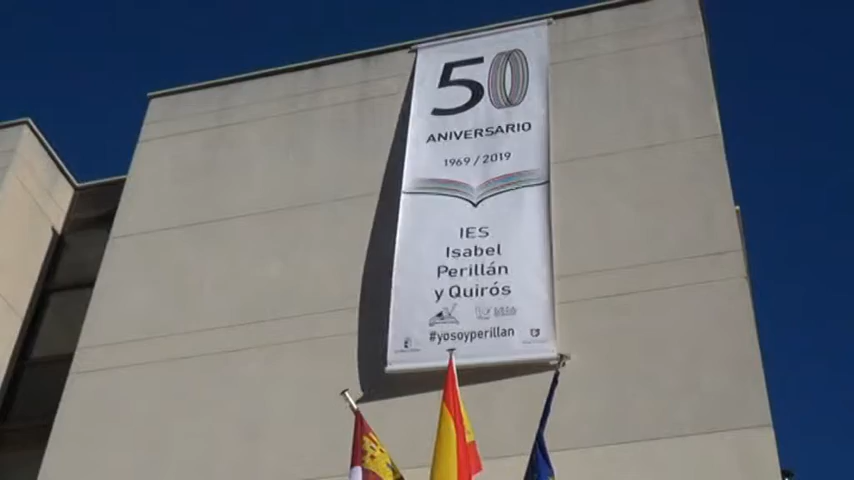 50
ANIVERSARIO
1969 / 2019
IES
Isabel
Perillán
y Quirós
#yosoyperillan